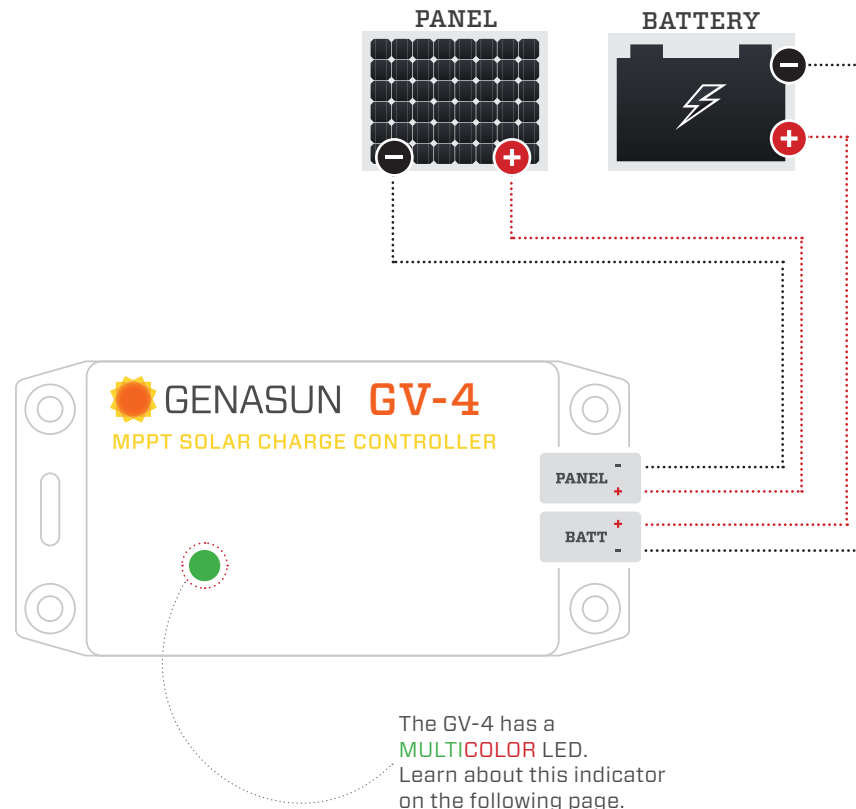 PANEL
BATTERY
−
+
−
+
GENASUN GV-4
MPPT SOLAR CHARGE CONTROLLER
PANEL -
+
BATT +
-
The GV-4 has a
MULTICOLOR LED.
Learn about this indicator
on the following page.